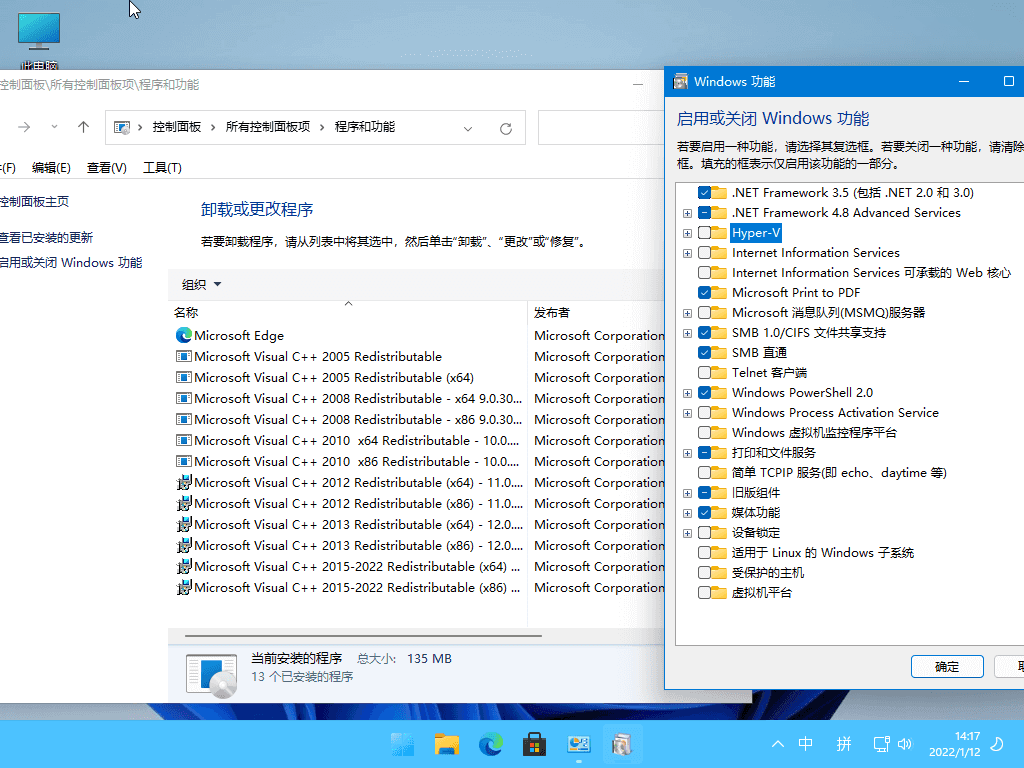 此电脑
控制面板\所有控制面板项\程序和功能
控制面板 › 所有控制面板项 › 程序和功能
(F) 编辑(E) 查看(V) 工具(T)
控制面板主页
查看已安装的更新
启用或关闭 Windows 功能
卸载或更改程序
若要卸载程序，请从列表中将其选中，然后单击“卸载”、“更改”或“修复”。
组织
名称 发布者
Microsoft Edge Microsoft Corporation
Microsoft Visual C++ 2005 Redistributable Microsoft Corporation
Microsoft Visual C++ 2005 Redistributable (x64) Microsoft Corporation
Microsoft Visual C++ 2008 Redistributable - x64 9.0.30... Microsoft Corporation
Microsoft Visual C++ 2008 Redistributable - x86 9.0.30... Microsoft Corporation
Microsoft Visual C++ 2010  x64 Redistributable - 10.0.... Microsoft Corporation
Microsoft Visual C++ 2010  x86 Redistributable - 10.0.... Microsoft Corporation
Microsoft Visual C++ 2012 Redistributable (x64) - 11.0.... Microsoft Corporation
Microsoft Visual C++ 2012 Redistributable (x86) - 11.0.... Microsoft Corporation
Microsoft Visual C++ 2013 Redistributable (x64) - 12.0.... Microsoft Corporation
Microsoft Visual C++ 2013 Redistributable (x86) - 12.0.... Microsoft Corporation
Microsoft Visual C++ 2015-2022 Redistributable (x64) ... Microsoft Corporation
Microsoft Visual C++ 2015-2022 Redistributable (x86) ... Microsoft Corporation
当前安装的程序 总大小: 135 MB
13 个已安装的程序
Windows 功能
启用或关闭 Windows 功能
若要启用一种功能，请选择其复选框。若要关闭一种功能，请清除
框。填充的框表示仅启用该功能的一部分。
.NET Framework 3.5 (包括 .NET 2.0 和 3.0)
.NET Framework 4.8 Advanced Services
Hyper-V
Internet Information Services
Internet Information Services 可承载的 Web 核心
Microsoft Print to PDF
Microsoft 消息队列(MSMQ)服务器
SMB 1.0/CIFS 文件共享支持
SMB 直通
Telnet 客户端
Windows PowerShell 2.0
Windows Process Activation Service
Windows 虚拟机监控程序平台
打印和文件服务
简单 TCPIP 服务(即 echo、daytime 等)
旧版组件
媒体功能
设备锁定
适用于 Linux 的 Windows 子系统
受保护的主机
虚拟机平台
确定
中 拼 14:17
2022/1/12